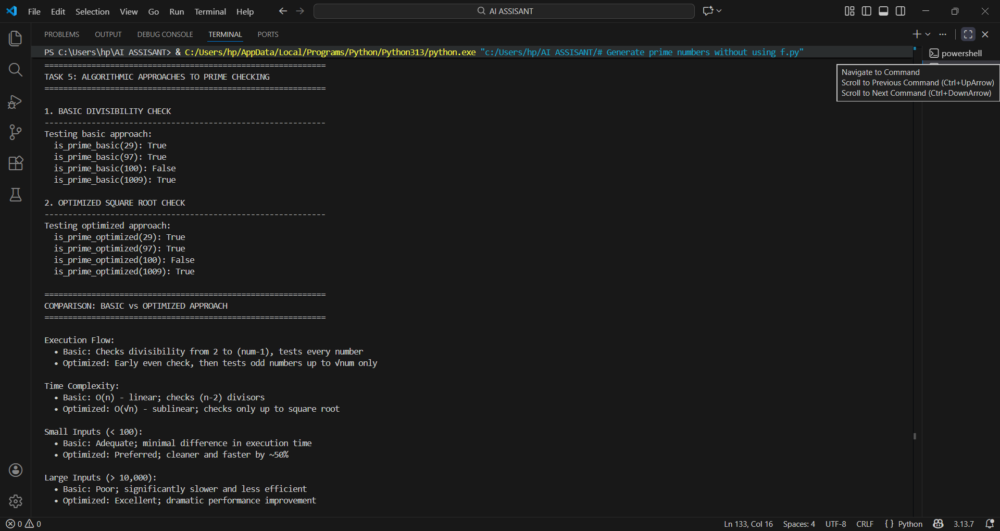 File Edit Selection View Go Run Terminal Help AI ASSISANT
PROBLEMS OUTPUT DEBUG CONSOLE TERMINAL PORTS
PS C:\Users\hp\AI ASSISANT> & C:/Users/hp/AppData/Local/Programs/Python/Python313/python.exe "c:/Users/hp/AI ASSISANT/# Generate prime numbers without using f.py"
powershell
Navigate to Command
Scroll to Previous Command (Ctrl+UpArrow)
Scroll to Next Command (Ctrl+DownArrow)
============================================================
TASK 5: ALGORITHMIC APPROACHES TO PRIME CHECKING
============================================================
1. BASIC DIVISIBILITY CHECK
------------------------------------------------------------
Testing basic approach:
is_prime_basic(29): True
is_prime_basic(97): True
is_prime_basic(100): False
is_prime_basic(1009): True
2. OPTIMIZED SQUARE ROOT CHECK
------------------------------------------------------------
Testing optimized approach:
is_prime_optimized(29): True
is_prime_optimized(97): True
is_prime_optimized(100): False
is_prime_optimized(1009): True
============================================================
COMPARISON: BASIC vs OPTIMIZED APPROACH
============================================================
Execution Flow:
• Basic: Checks divisibility from 2 to (num-1), tests every number
• Optimized: Early even check, then tests odd numbers up to √num only
Time Complexity:
• Basic: O(n) - linear; checks (n-2) divisors
• Optimized: O(√n) - sublinear; checks only up to square root
Small Inputs (< 100):
• Basic: Adequate; minimal difference in execution time
• Optimized: Preferred; cleaner and faster by ~50%
Large Inputs (> 10,000):
• Basic: Poor; significantly slower and less efficient
• Optimized: Excellent; dramatic performance improvement
0 0 Ln 133, Col 16 Spaces: 4 UTF-8 CRLF {} Python 3.13.7